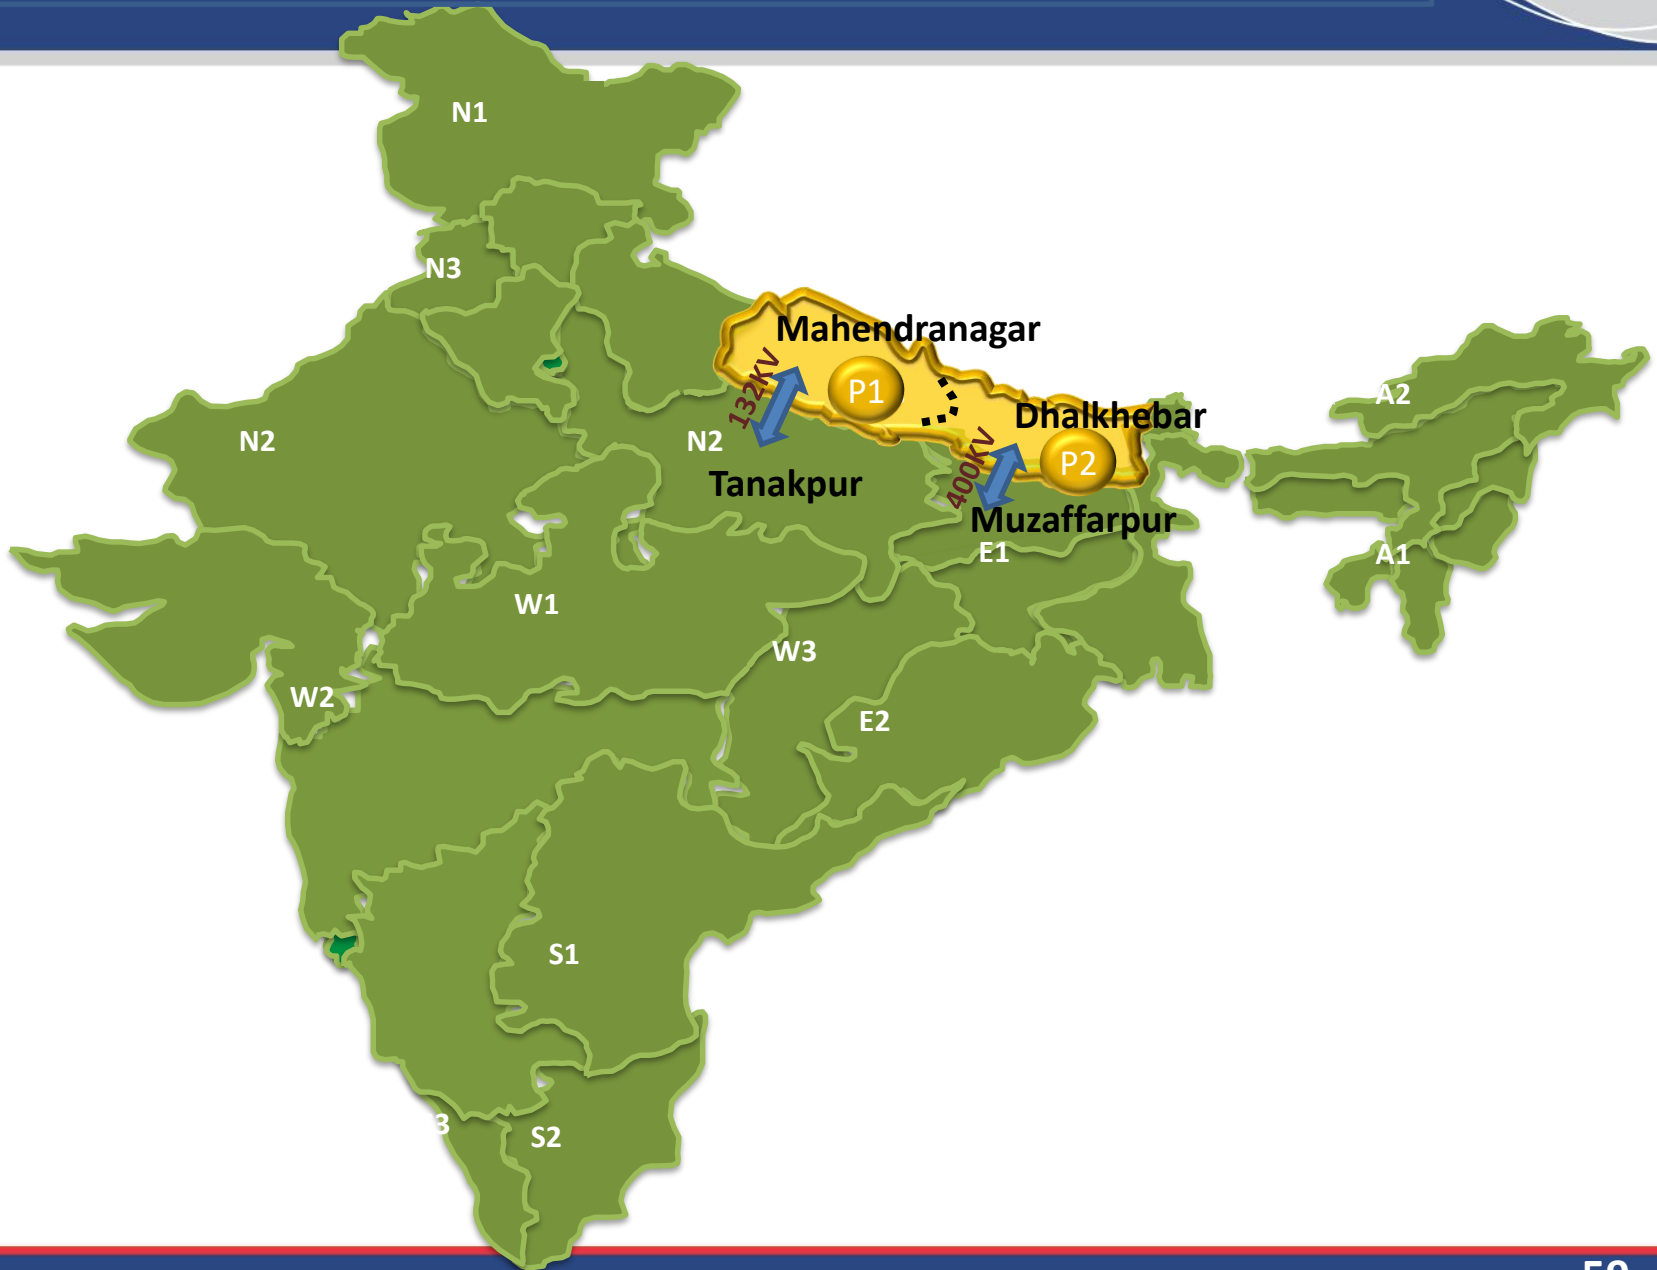 N1
N3
Mahendranagar
132KV
P1
A2
Dhalkhebar
N2
N2
400KV
P2
Tanakpur
Muzaffarpur
E1
A1
W1
W3
W2
E2
S1
3
S2